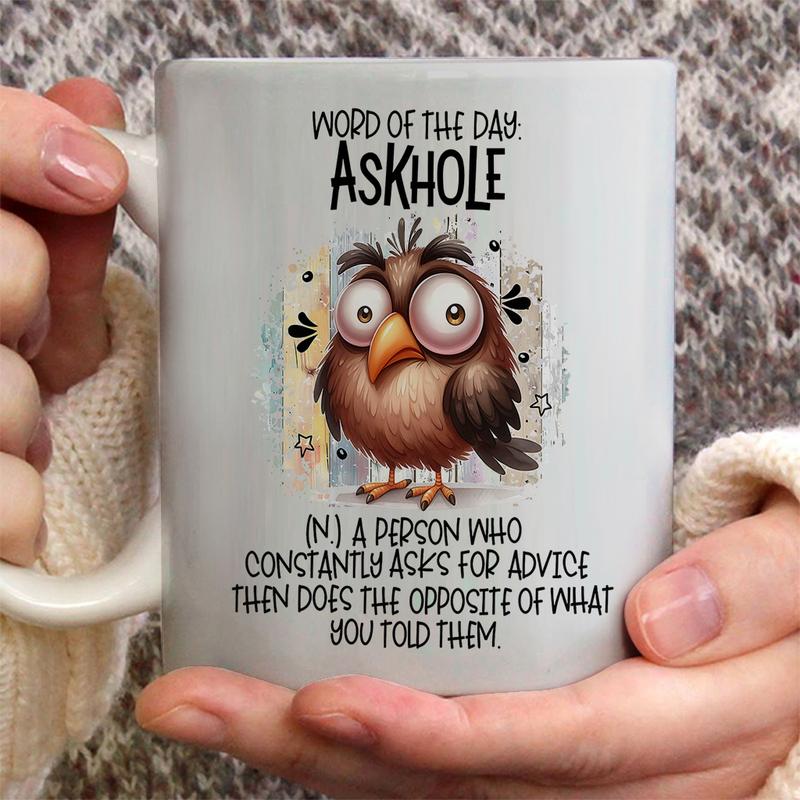 WORD OF THE DAY:
ASKHOLE
(N.) A PERSON WHO
CONSTANTLY ASKS FOR ADVICE
THEN DOES THE OPPOSITE OF WHAT
YOU TOLD THEM.